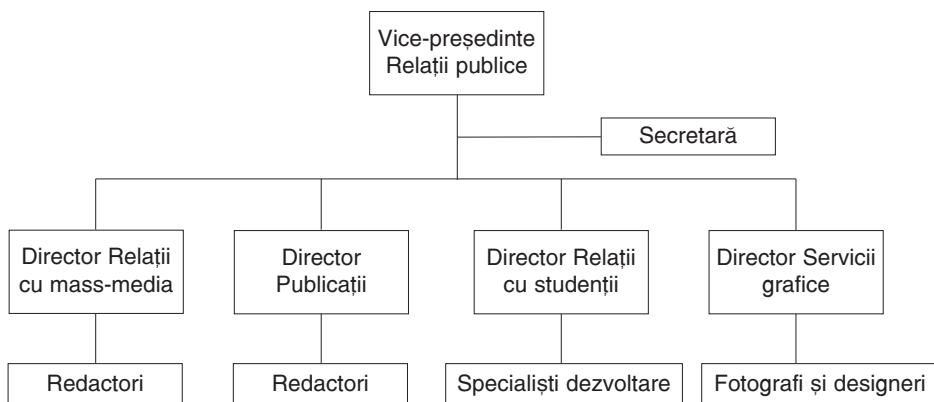 Vice-președinte
Relații publice
Secretară
Director Relații
cu mass-media
Director
Publicații
Director Relații
cu studenții
Director Servicii
grafice
Redactori
Redactori
Specialiști dezvoltare
Fotografi și designeri